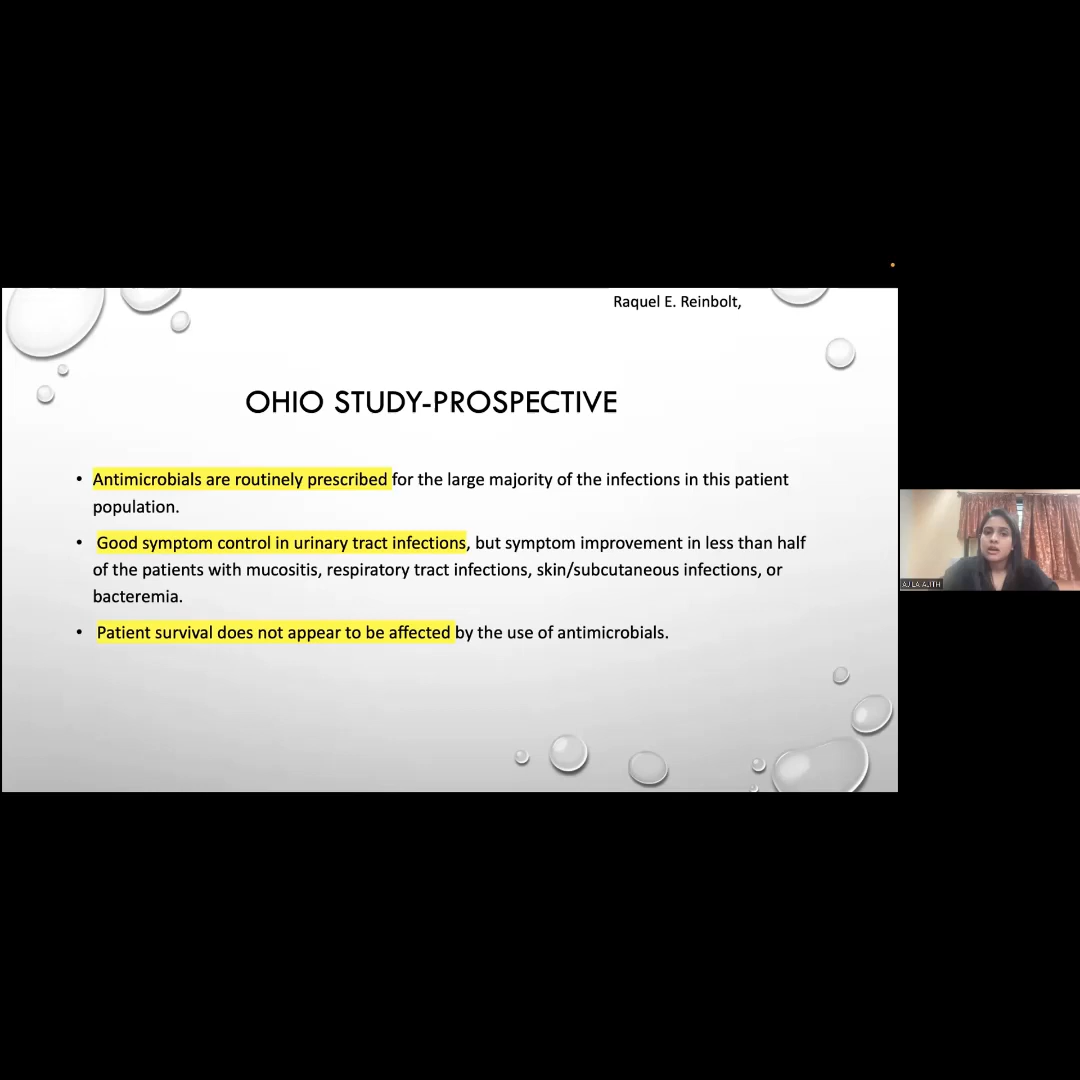 Raquel E. Reinbolt,
OHIO STUDY-PROSPECTIVE
• Antimicrobials are routinely prescribed for the large majority of the infections in this patient
population.
• Good symptom control in urinary tract infections, but symptom improvement in less than half
of the patients with mucositis, respiratory tract infections, skin/subcutaneous infections, or
bacteremia.
• Patient survival does not appear to be affected by the use of antimicrobials.
AJLA AJITH